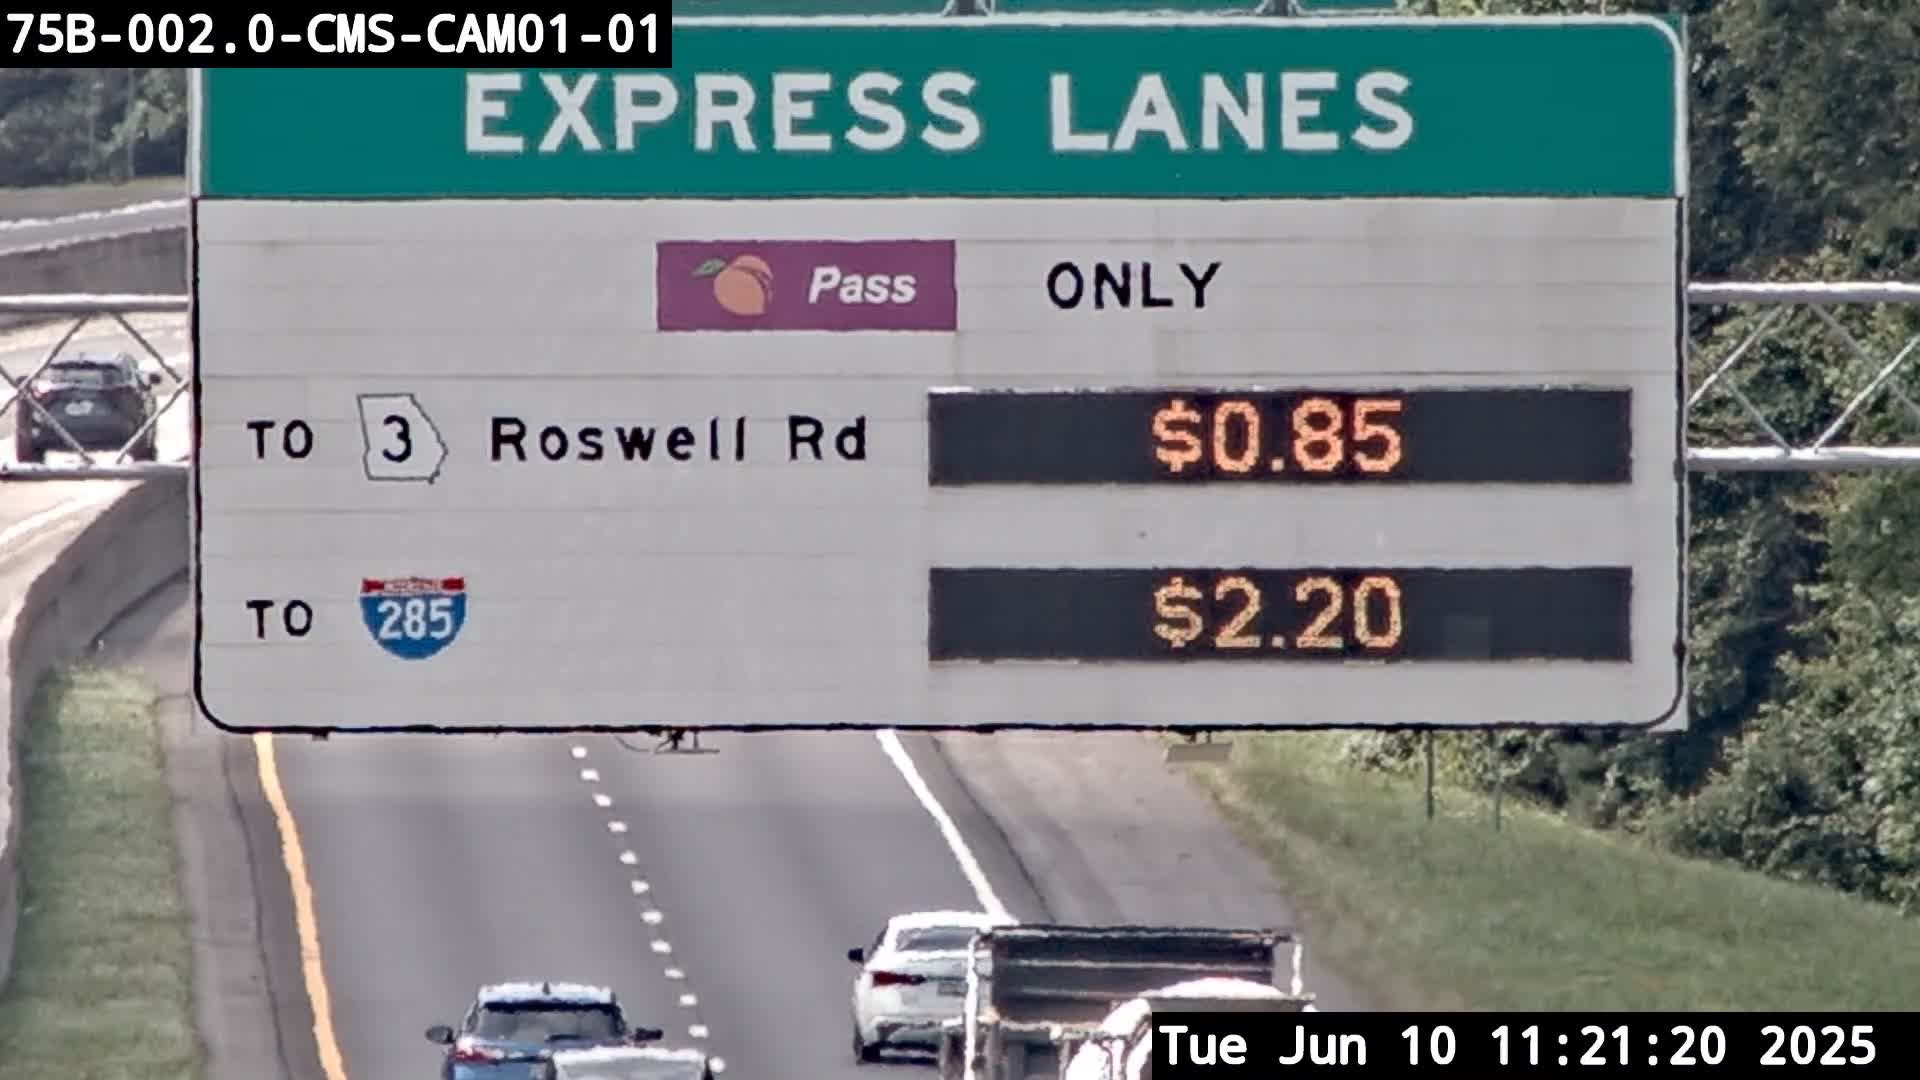 75B-002.0-CMS-CAM01-01
EXPRESS LANES
Pass ONLY
TO 3 Roswell Rd $0.85
INTERSTATE
TO 285 $2.20
Tue Jun 10 11:21:20 2025